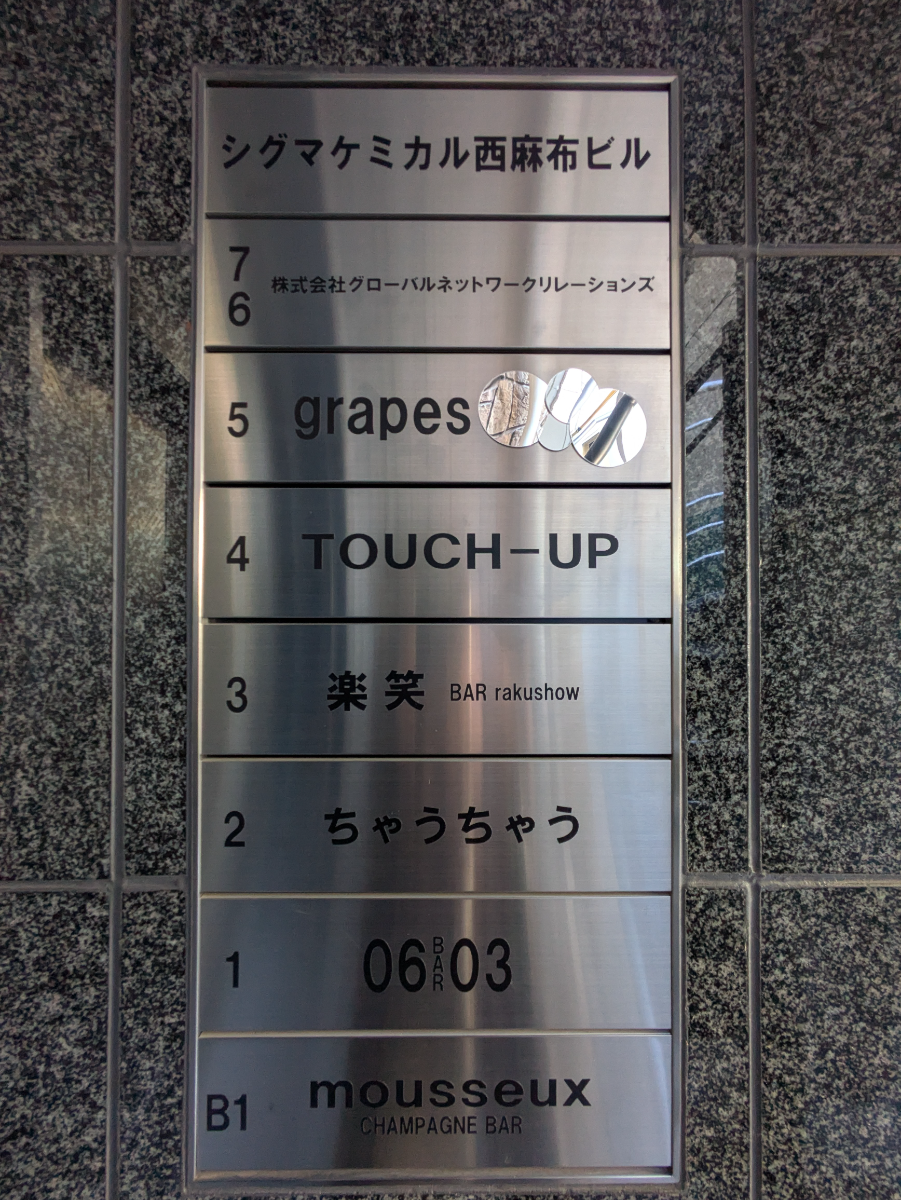 シグマケミカル西麻布ビル
7
6 株式会社グローバルネットワークリレーションズ
5 grapes
4 TOUCH-UP
3 楽笑 BAR rakushow
2 ちゃうちゃう
1 06 BAR 03
B1 mousseux
CHAMPAGNE BAR